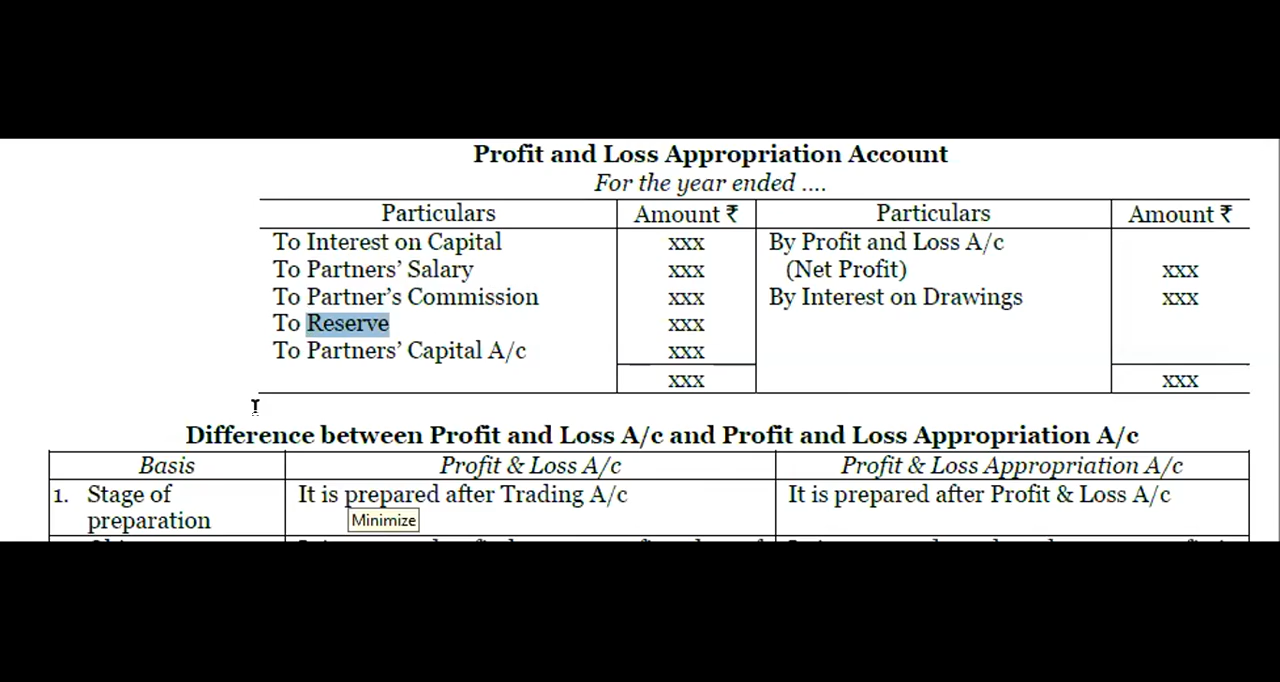 Profit and Loss Appropriation Account
For the year ended ....
Particulars Amount ₹ Particulars Amount ₹
To Interest on Capital xxx By Profit and Loss A/c
To Partners' Salary xxx (Net Profit) xxx
To Partner's Commission xxx By Interest on Drawings xxx
To Reserve xxx
To Partners' Capital A/c xxx
xxx xxx
Difference between Profit and Loss A/c and Profit and Loss Appropriation A/c
Basis Profit & Loss A/c Profit & Loss Appropriation A/c
1. Stage of It is prepared after Trading A/c It is prepared after Profit & Loss A/c
preparation
Minimize